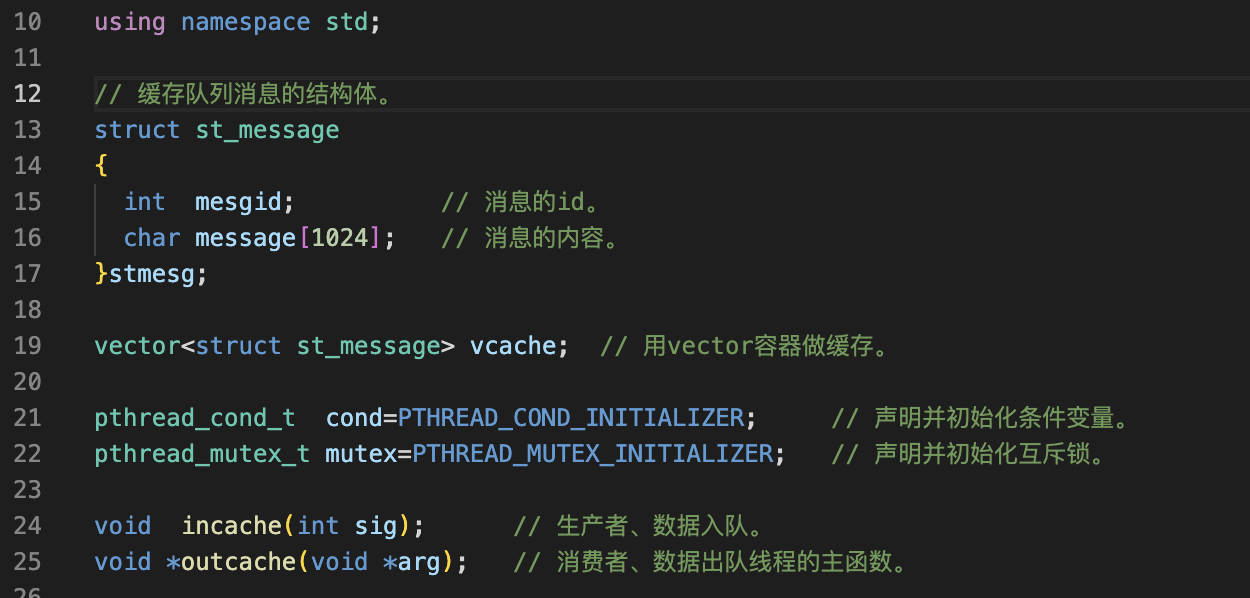 10 using namespace std;
11
12 // 缓存队列消息的结构体。
13 struct st_message
14 {
15 int mesgid; // 消息的id。
16 char message[1024]; // 消息的内容。
17 }stmesg;
18
19 vector<struct st_message> vcache; // 用vector容器做缓存。
20
21 pthread_cond_t cond=PTHREAD_COND_INITIALIZER; // 声明并初始化条件变量。
22 pthread_mutex_t mutex=PTHREAD_MUTEX_INITIALIZER; // 声明并初始化互斥锁。
23
24 void incache(int sig); // 生产者、数据入队。
25 void *outcache(void *arg); // 消费者、数据出队线程的主函数。
26